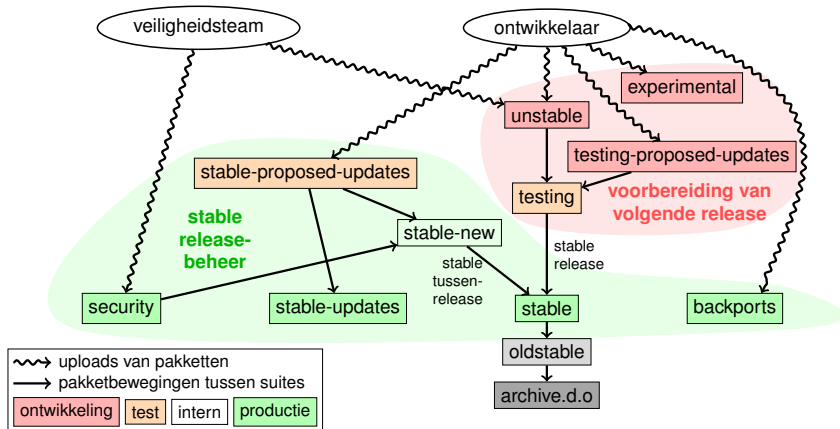 veiligheidsteam
ontwikkelaar
experimental
unstable
testing-proposed-updates
stable-proposed-updates
testing
voorbereiding van
volgende release
stable
release-
beheer
stable-new
stable
release
stable
tussen-
release
security
stable-updates
stable
backports
oldstable
archive.d.o
uploads van pakketten
pakketbewegingen tussen suites
ontwikkeling
test
intern
productie